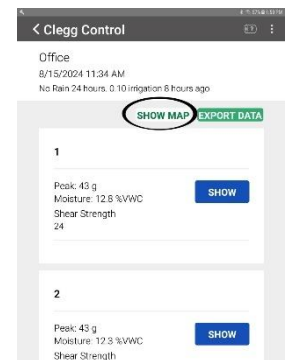 Clegg Control
Office
8/15/2024 11:34 AM
No Rain 24 hours. 0.10 irrigation 8 hours ago
SHOW MAP EXPORT DATA
1
Peak: 43 g
Moisture: 12.8 %VWC
SHOW
Shear Strength
24
2
Peak: 43 g
Moisture: 12.3 %VWC
SHOW
Shear Strength